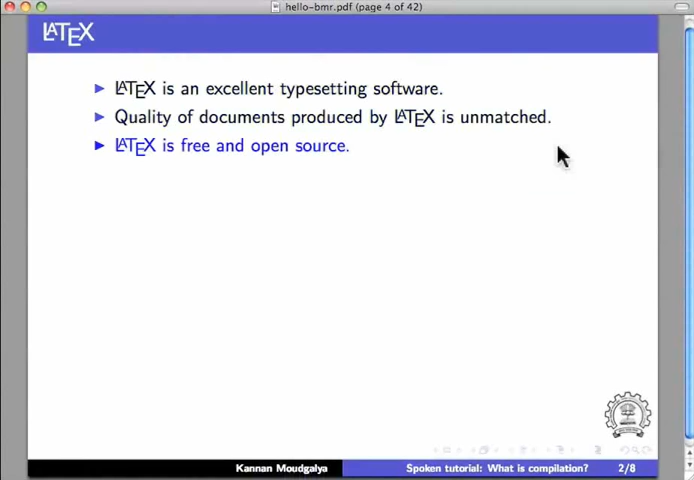 hello-bmr.pdf (page 4 of 42)
LATEX
LATEX is an excellent typesetting software.
Quality of documents produced by LATEX is unmatched.
LATEX is free and open source.
Kannan Moudgalya Spoken tutorial: What is compilation? 2/8